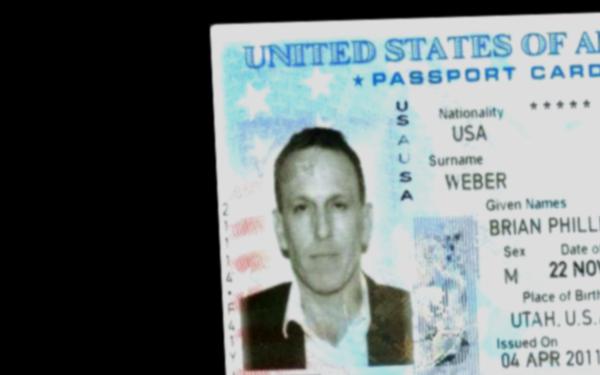 UNITED STATES OF A
★ PASSPORT CARD
USAUSA
Nationality *****
USA
Surname
WEBER
Given Names
BRIAN PHILL
Sex Date of
M 22 NOV
Place of Birth
UTAH, U.S.
Issued On
04 APR 2011